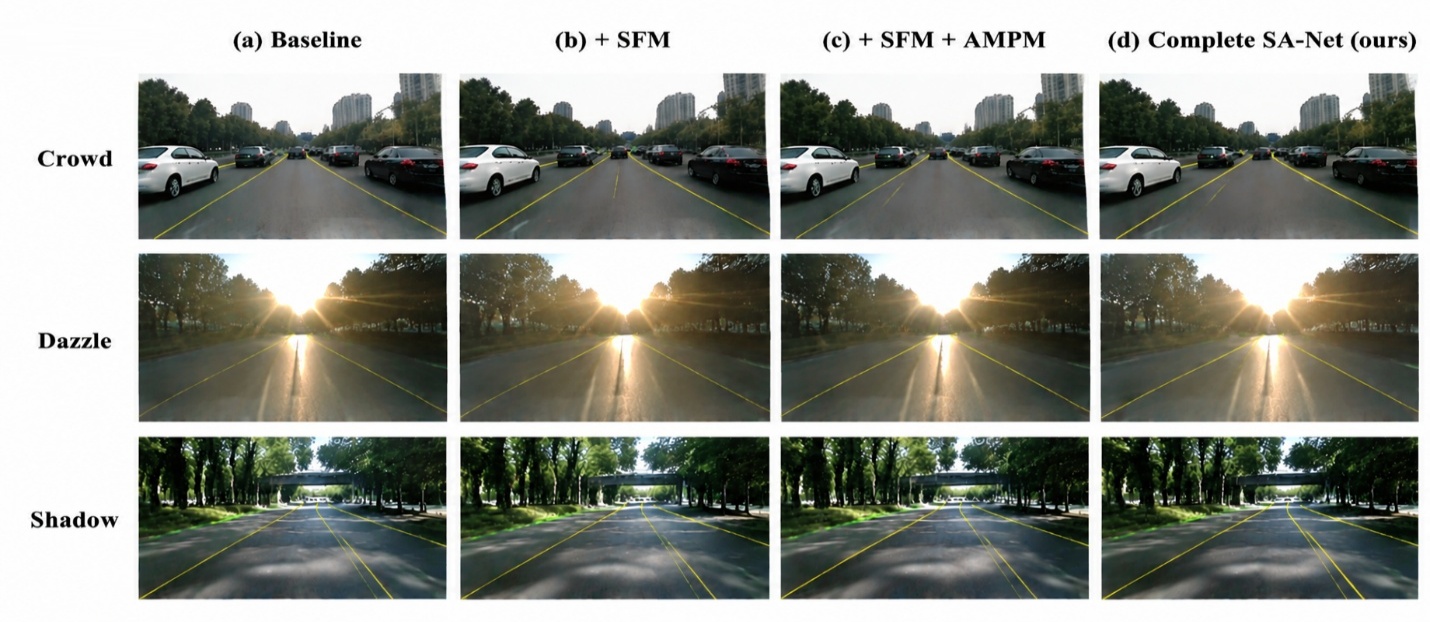 (a) Baseline (b) + SFM (c) + SFM + AMPM (d) Complete SA-Net (ours)
Crowd
Dazzle
Shadow